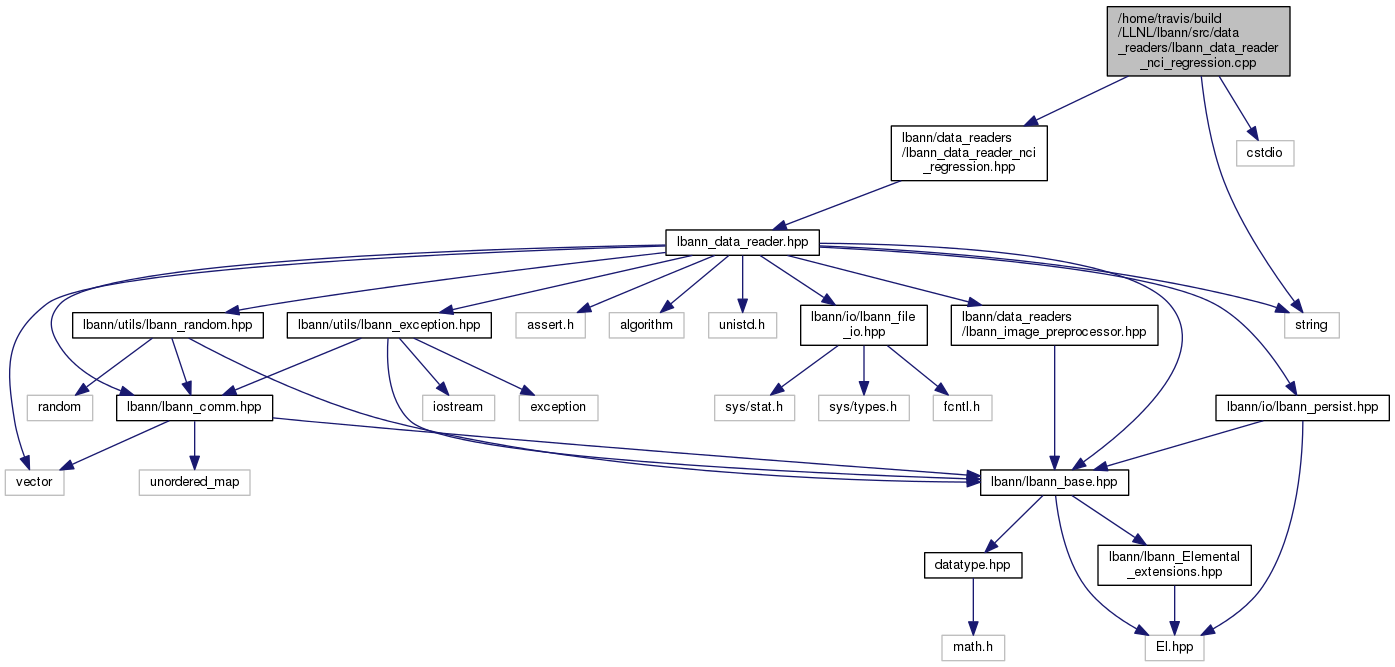 /home/travis/build
/LLNL/lbann/src/data
_readers/lbann_data_reader
_nci_regression.cpp
lbann/data_readers
/lbann_data_reader_nci
_regression.hpp
cstdio
lbann_data_reader.hpp
lbann/utils/lbann_random.hpp
lbann/utils/lbann_exception.hpp
assert.h
algorithm
unistd.h
lbann/io/lbann_file
_io.hpp
lbann/data_readers
/lbann_image_preprocessor.hpp
string
random
lbann/lbann_comm.hpp
iostream
exception
sys/stat.h
sys/types.h
fcntl.h
lbann/io/lbann_persist.hpp
vector
unordered_map
lbann/lbann_base.hpp
datatype.hpp
lbann/lbann_Elemental
_extensions.hpp
math.h
El.hpp